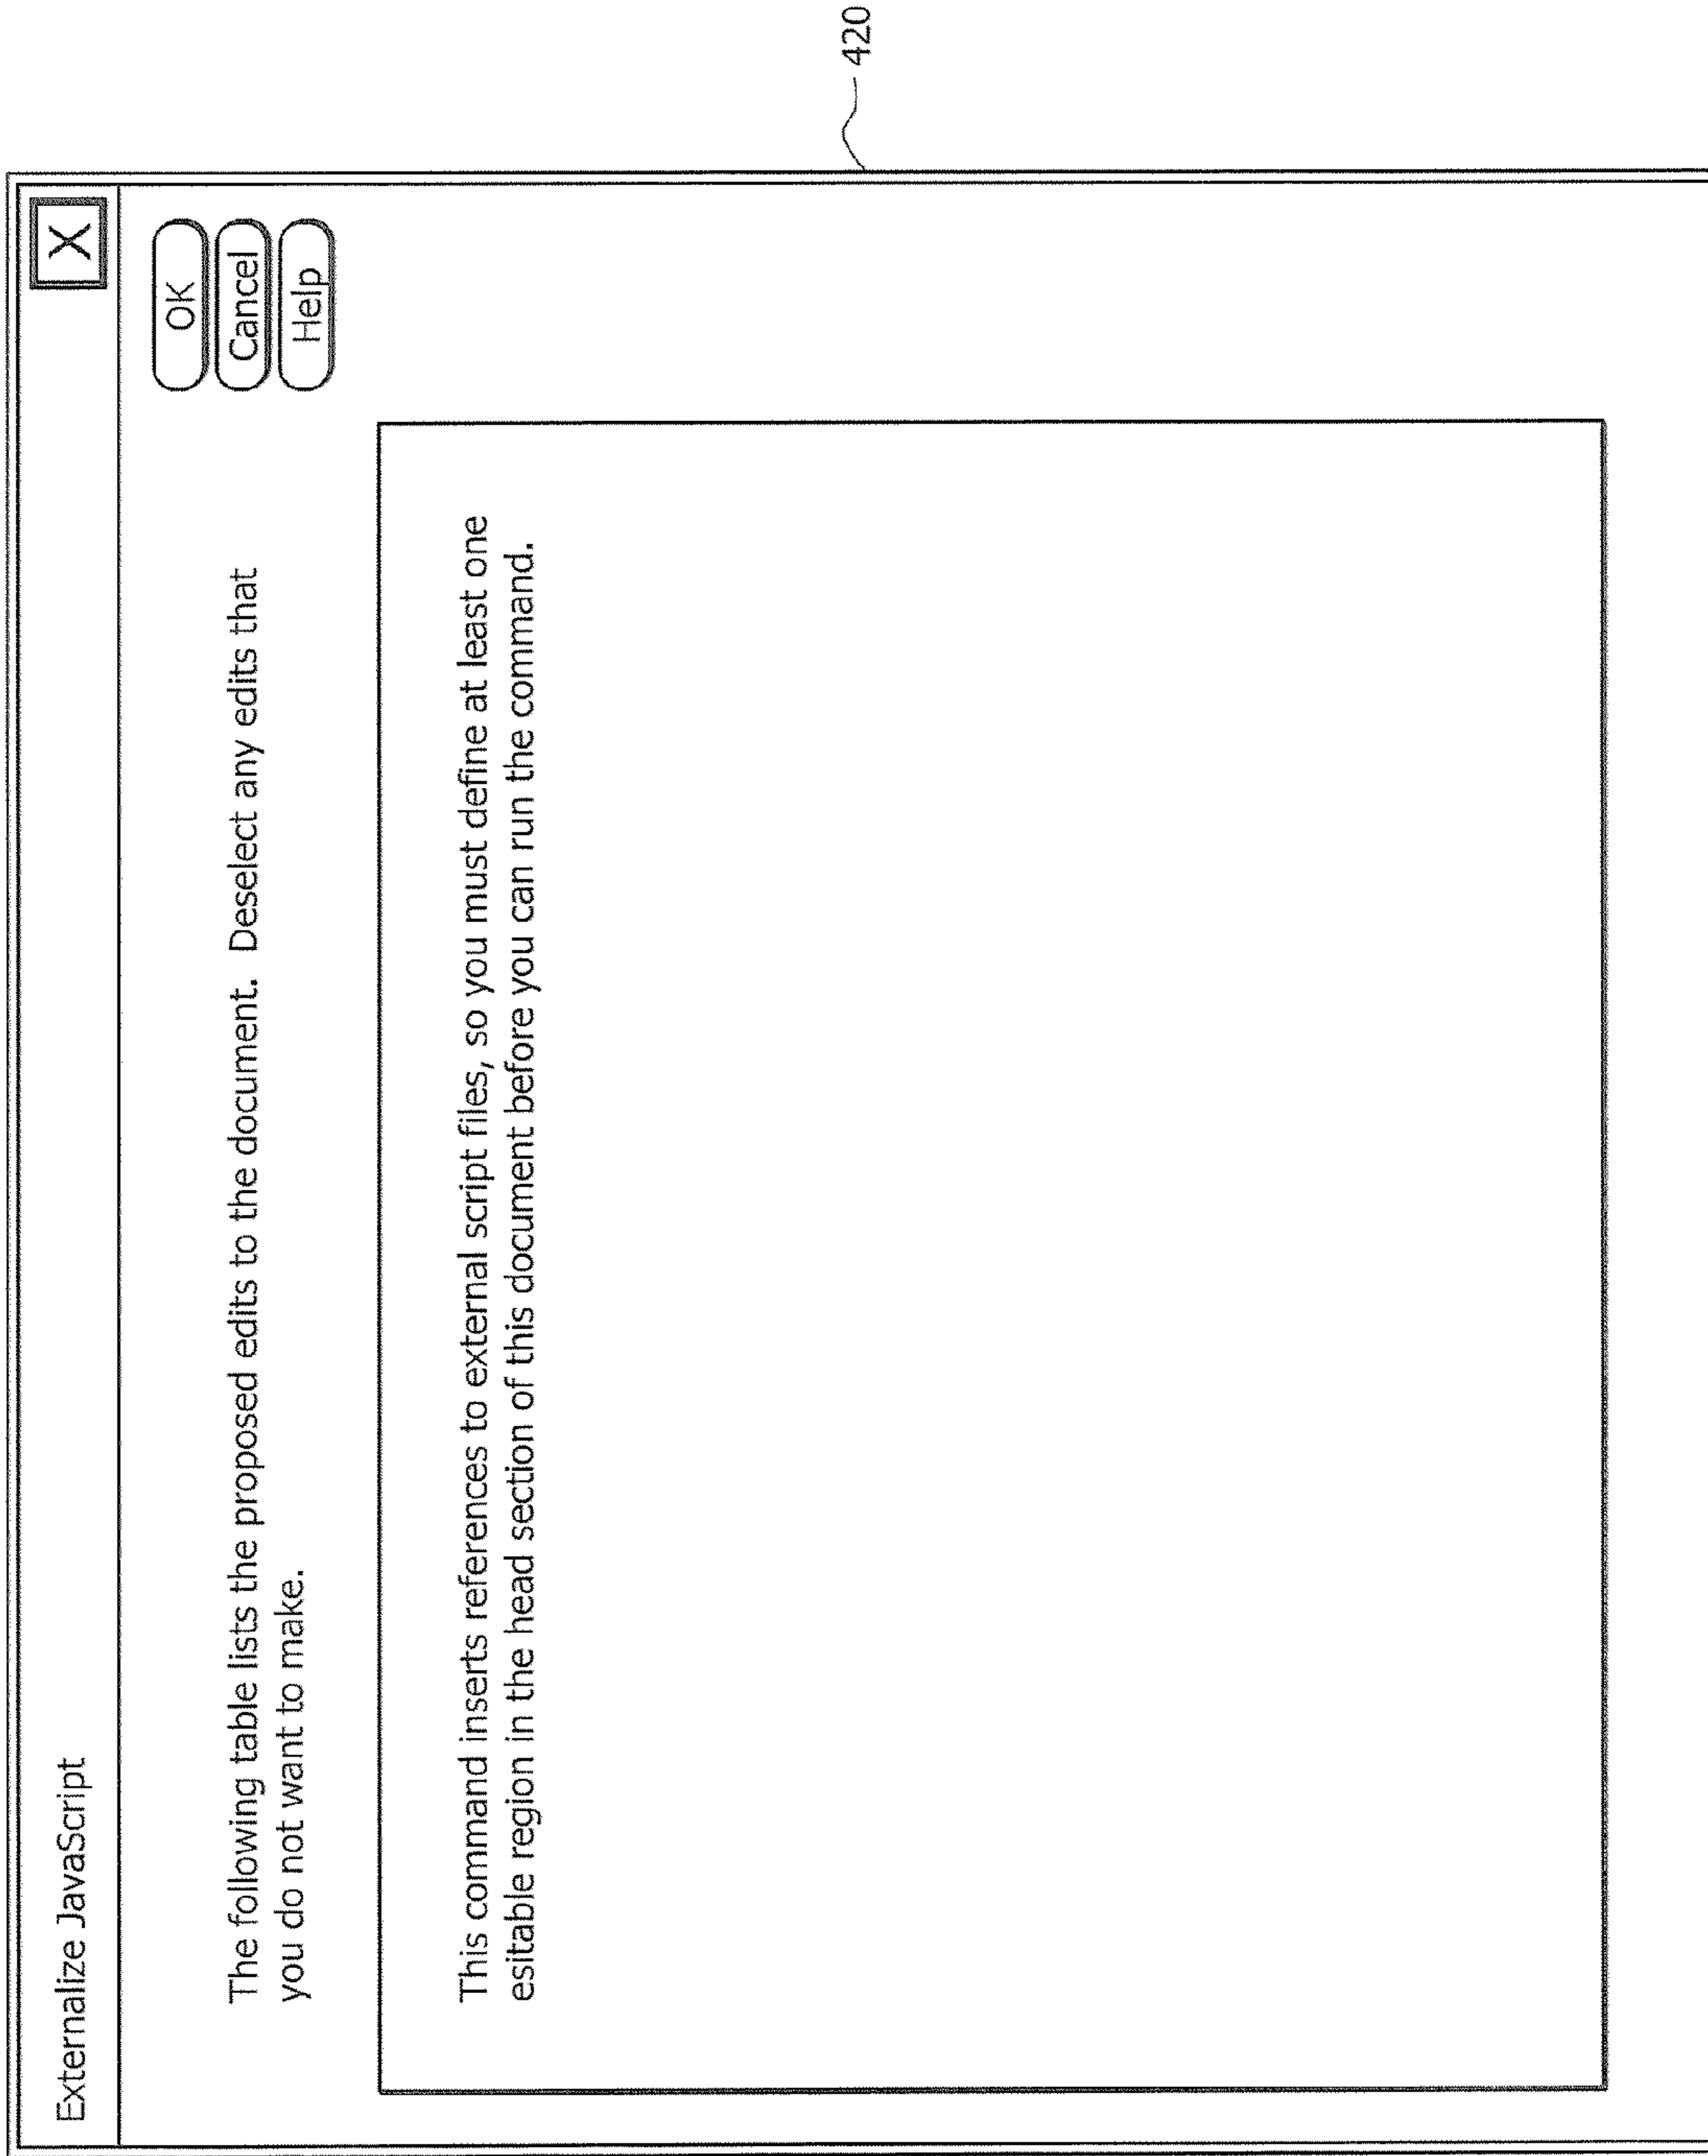 Externalize JavaScript
X
The following table lists the proposed edits to the document. Deselect any edits that
you do not want to make.
OK
Cancel
Help
This command inserts references to external script files, so you must define at least one
esitable region in the head section of this document before you can run the command.
420